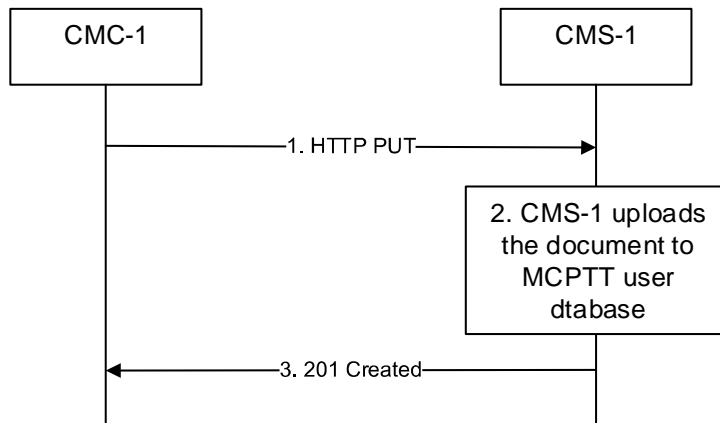 CMC-1
CMS-1
1. HTTP PUT
2. CMS-1 uploads
the document to
MCPTT user
dtabase
3. 201 Created